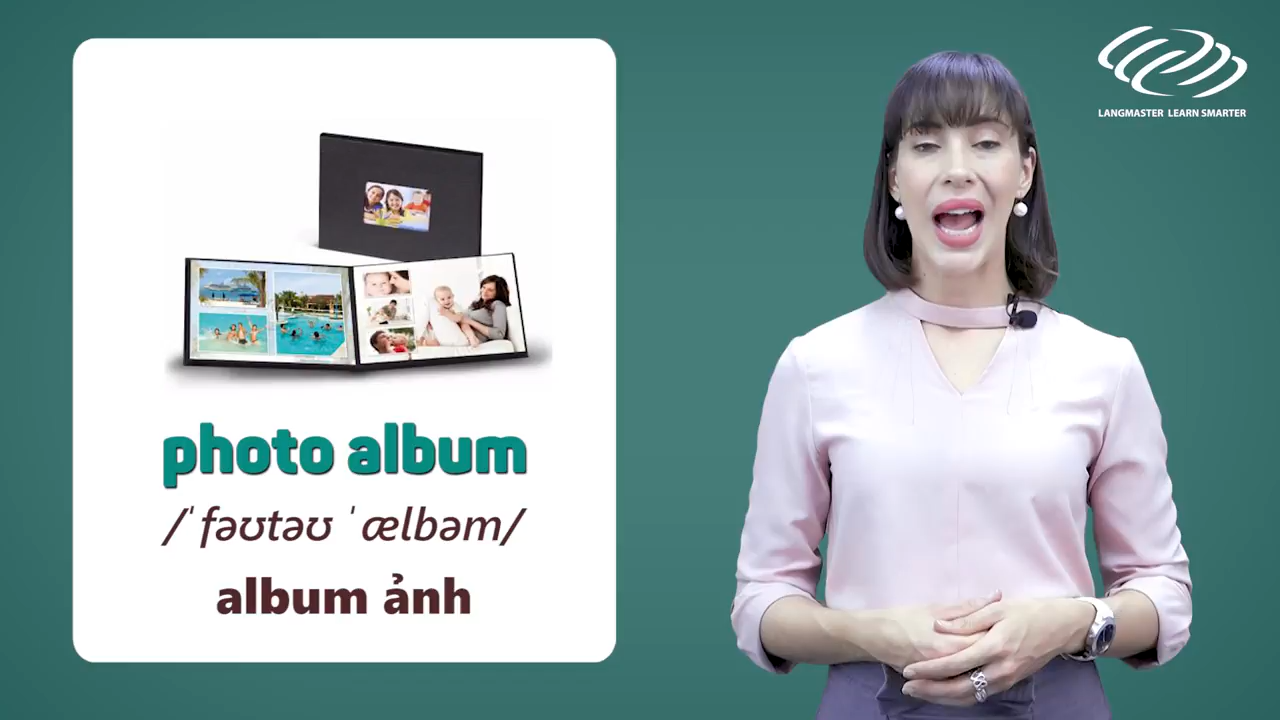 photo album
/ˈfəʊtəʊ ˈælbəm/
album ảnh
LANGMASTER LEARN SMARTER